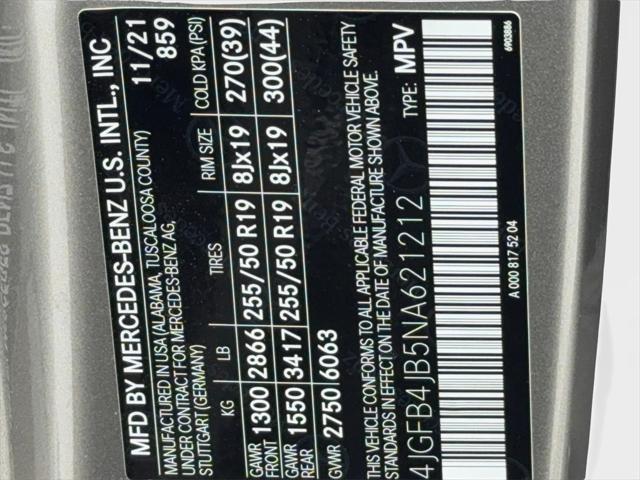 MFD BY MERCEDES-BENZ U.S. INTL., INC
MANUFACTURED IN USA (ALABAMA, TUSCALOOSA COUNTY) 11/21
UNDER CONTRACT FOR MERCEDES-BENZ AG, 859
STUTTGART (GERMANY)
KG LB TIRES RIM SIZE COLD KPA(PSI)
GAWR FRONT 1300 2866 255/50 R19 8Jx19 270(39)
GAWR REAR 1550 3417 255/50 R19 8Jx19 300(44)
GVWR 2750 6063
THIS VEHICLE CONFORMS TO ALL APPLICABLE FEDERAL MOTOR VEHICLE SAFETY
STANDARDS IN EFFECT ON THE DATE OF MANUFACTURE SHOWN ABOVE.
4JGFB4JB5NA621212 TYPE: MPV
A 000 817 52 04
6903886